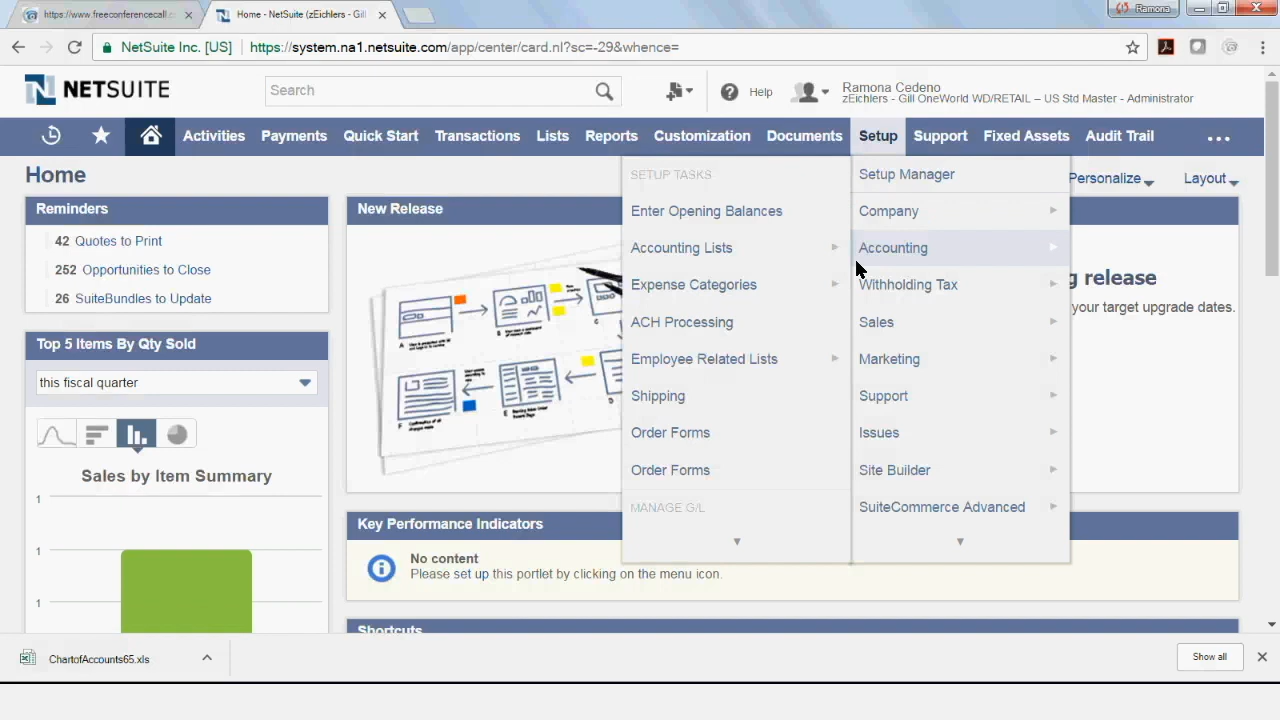 https://www.freeconferencecall.c
Home - NetSuite (zEichlers - Gill
Ramona
NetSuite Inc. [US]
https://system.na1.netsuite.com/app/center/card.nl?sc=-29&whence=
NETSUITE
Search
Help
Ramona Cedeno
zEichlers - Gill OneWorld WD/RETAIL – US Std Master - Administrator
Activities
Payments
Quick Start
Transactions
Lists
Reports
Customization
Documents
Setup
Support
Fixed Assets
Audit Trail
Home
Personalize
Layout
Reminders
42 Quotes to Print
252 Opportunities to Close
26 SuiteBundles to Update
Top 5 Items By Qty Sold
this fiscal quarter
Sales by Item Summary
1
1
1
New Release
g release
your target upgrade dates.
Key Performance Indicators
No content
Please set up this portlet by clicking on the menu icon.
Shortcuts
SETUP TASKS
Enter Opening Balances
Accounting Lists
Expense Categories
ACH Processing
Employee Related Lists
Shipping
Order Forms
Order Forms
MANAGE G/L
Setup Manager
Company
Accounting
Withholding Tax
Sales
Marketing
Support
Issues
Site Builder
SuiteCommerce Advanced
ChartofAccounts65.xls
Show all